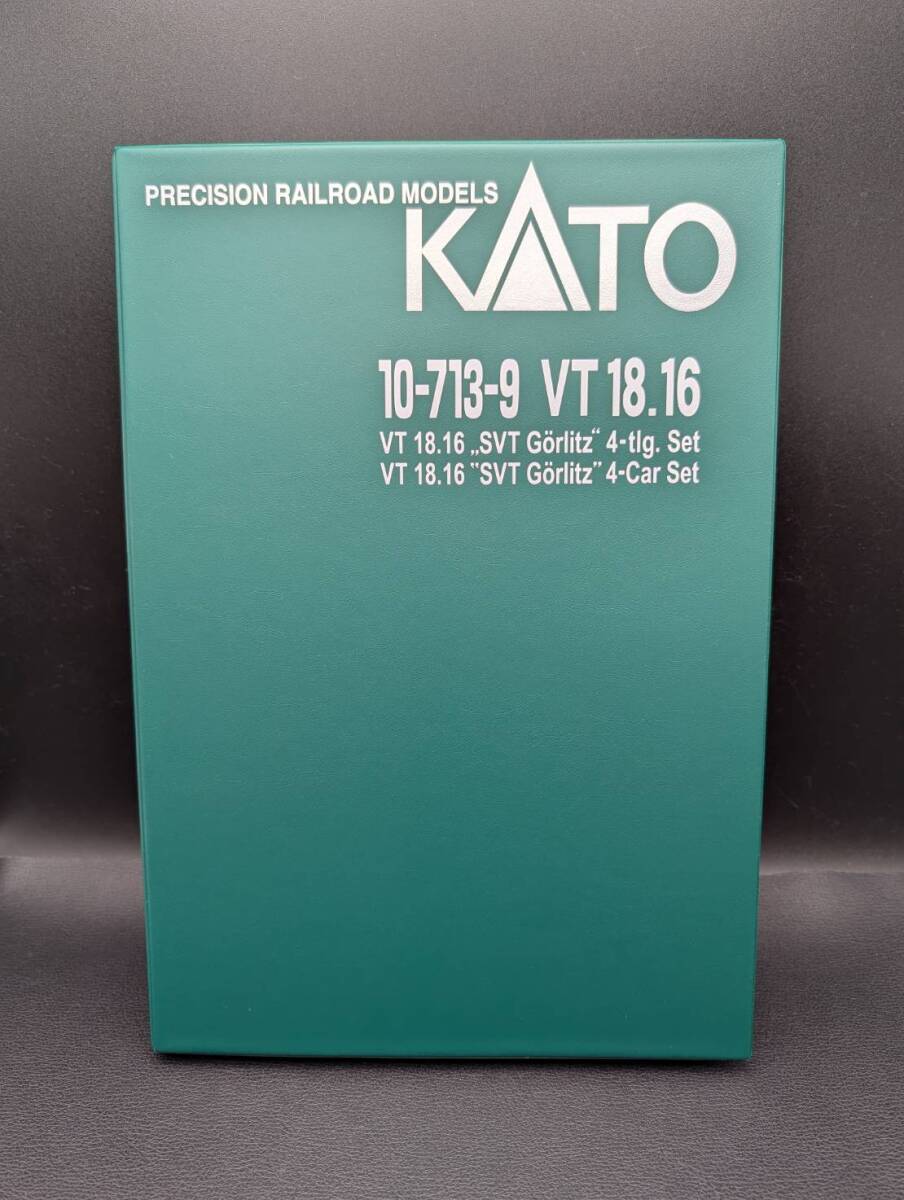 PRECISION RAILROAD MODELS
KATO
10-713-9 VT 18.16
VT 18.16 „SVT Görlitz“ 4-tlg. Set
VT 18.16 "SVT Görlitz" 4-Car Set